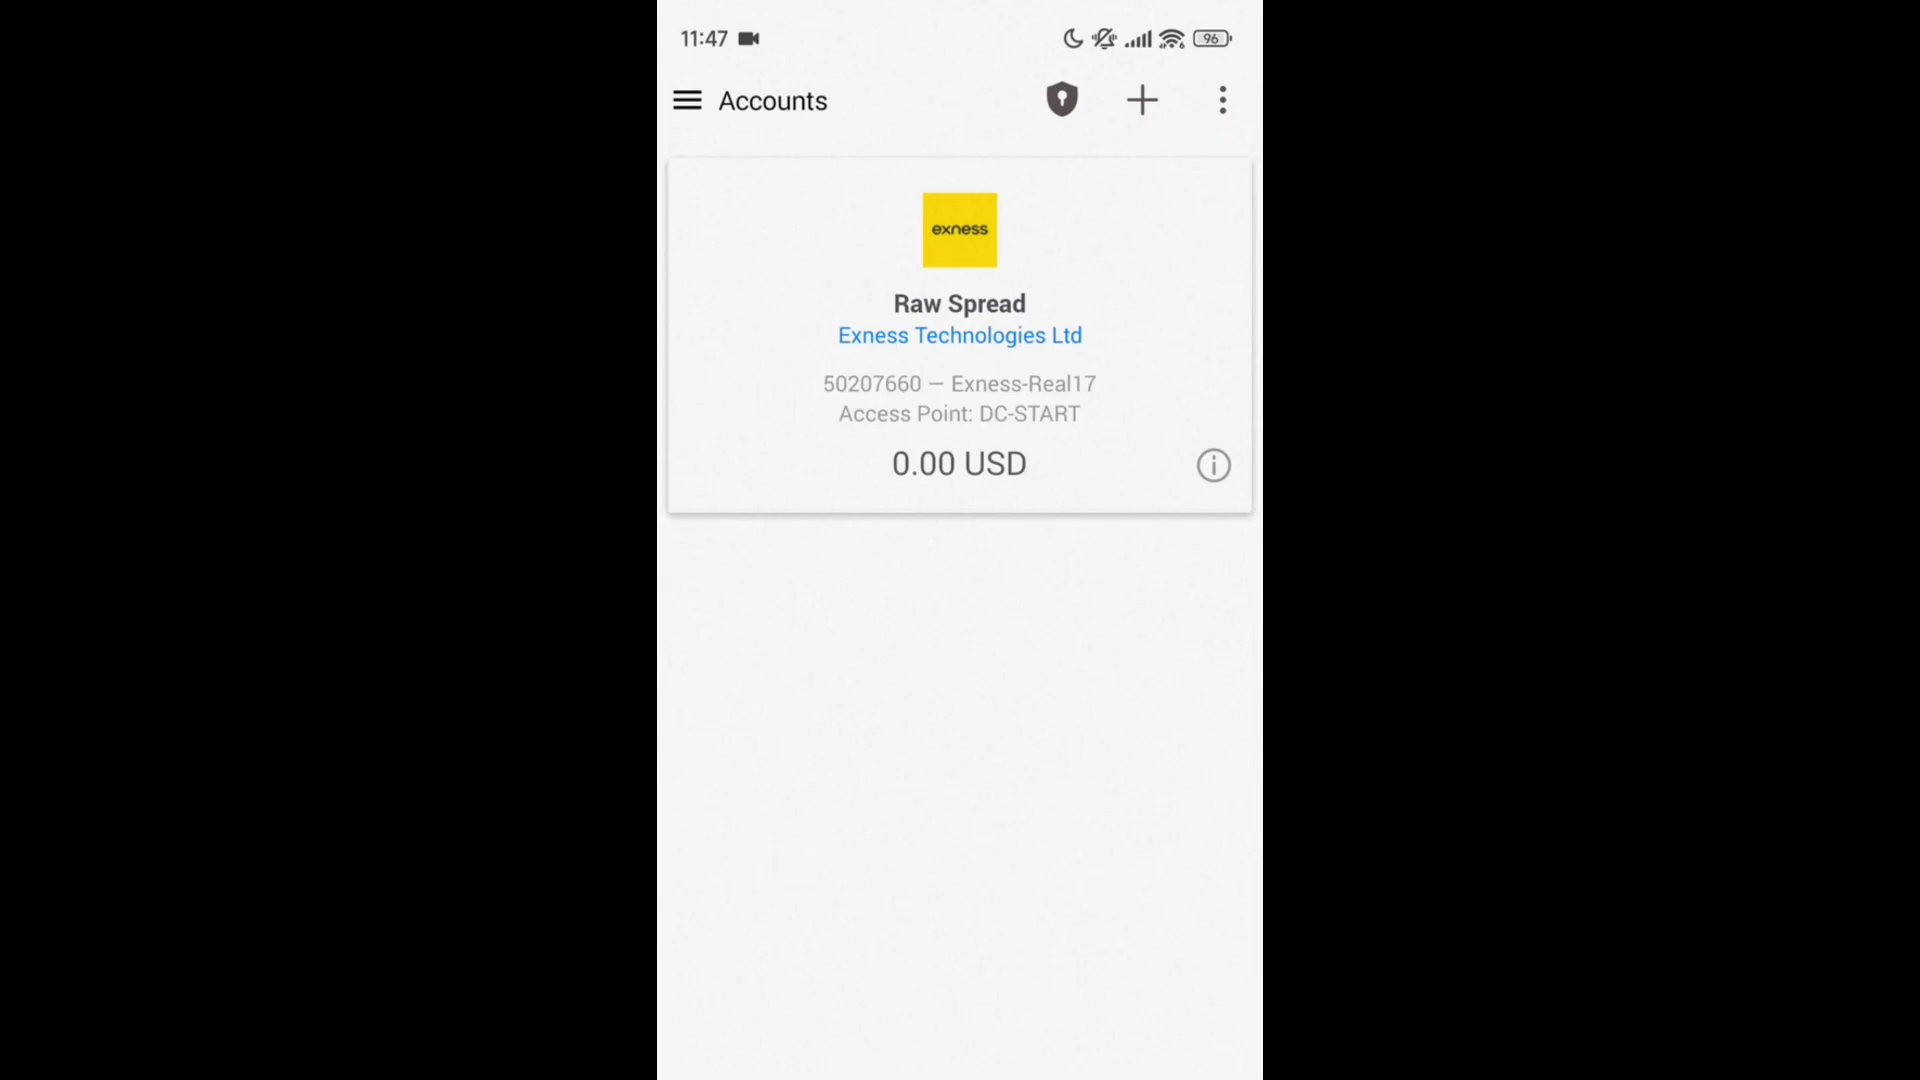 11:47
96
Accounts
exness
Raw Spread
Exness Technologies Ltd
50207660 — Exness-Real17
Access Point: DC-START
0.00 USD